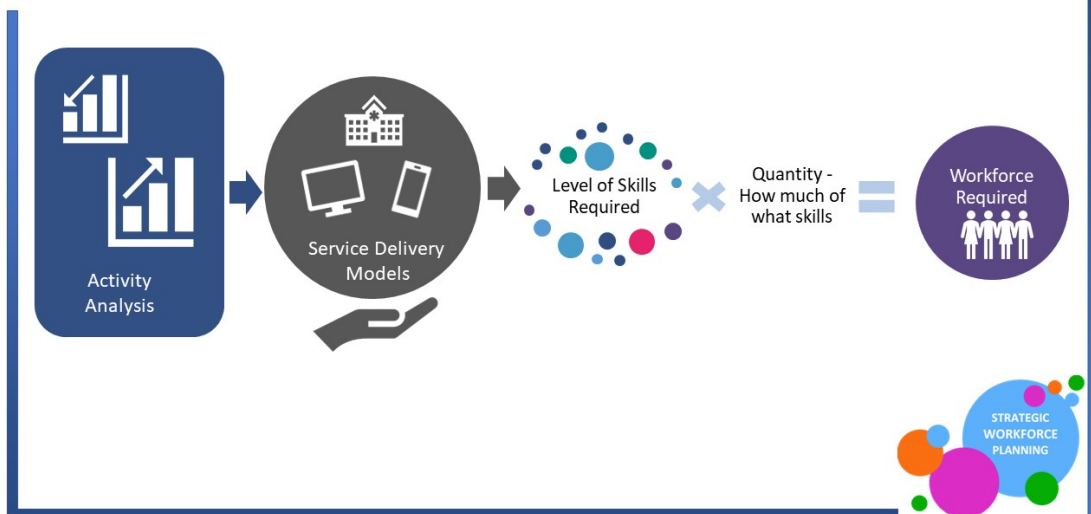 Activity
Analysis
Service Delivery
Models
Level of Skills
Required
Quantity -
How much of
what skills
Workforce
Required
STRATEGIC
WORKFORCE
PLANNING